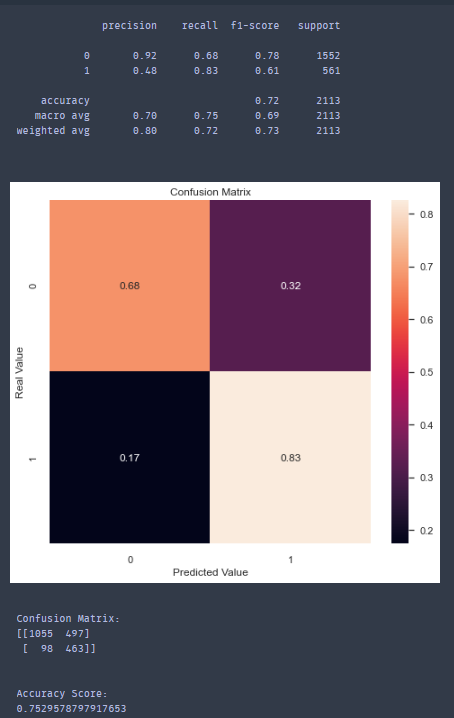 precision recall f1-score support
0 0.92 0.68 0.78 1552
1 0.48 0.83 0.61 561
accuracy 0.72 2113
macro avg 0.70 0.75 0.69 2113
weighted avg 0.80 0.72 0.73 2113
Confusion Matrix
0.8
0.7
0.6
0.5
0.4
0.3
0.2
0 0.68 0.32
Real Value
1 0.17 0.83
0 1
Predicted Value
Confusion Matrix:
[[1055 497]
[ 98 463]]
Accuracy Score:
0.7529578797917653